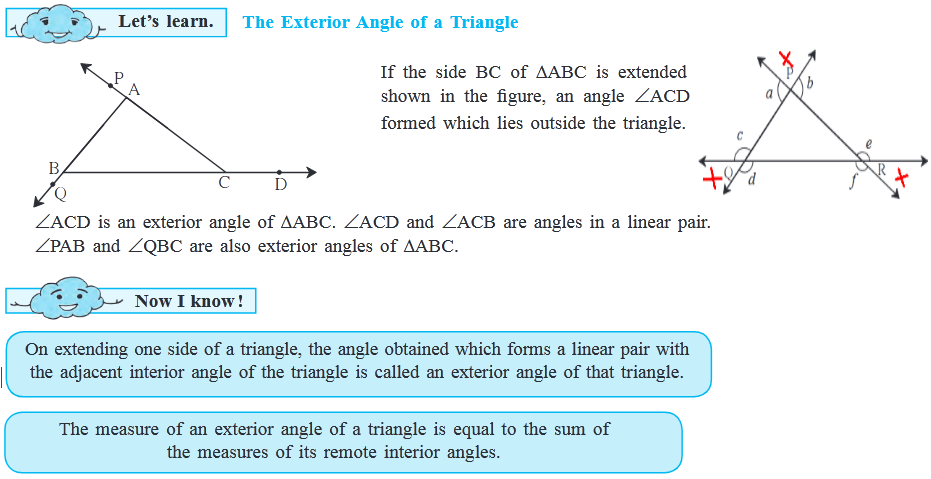 Let's learn.
The Exterior Angle of a Triangle
P
A
B
Q
C
D
If the side BC of ΔABC is extended
shown in the figure, an angle ∠ACD
formed which lies outside the triangle.
P
a
b
c
d
e
f
Q
R
∠ACD is an exterior angle of ΔABC. ∠ACD and ∠ACB are angles in a linear pair.
∠PAB and ∠QBC are also exterior angles of ΔABC.
Now I know!
On extending one side of a triangle, the angle obtained which forms a linear pair with
the adjacent interior angle of the triangle is called an exterior angle of that triangle.
The measure of an exterior angle of a triangle is equal to the sum of
the measures of its remote interior angles.